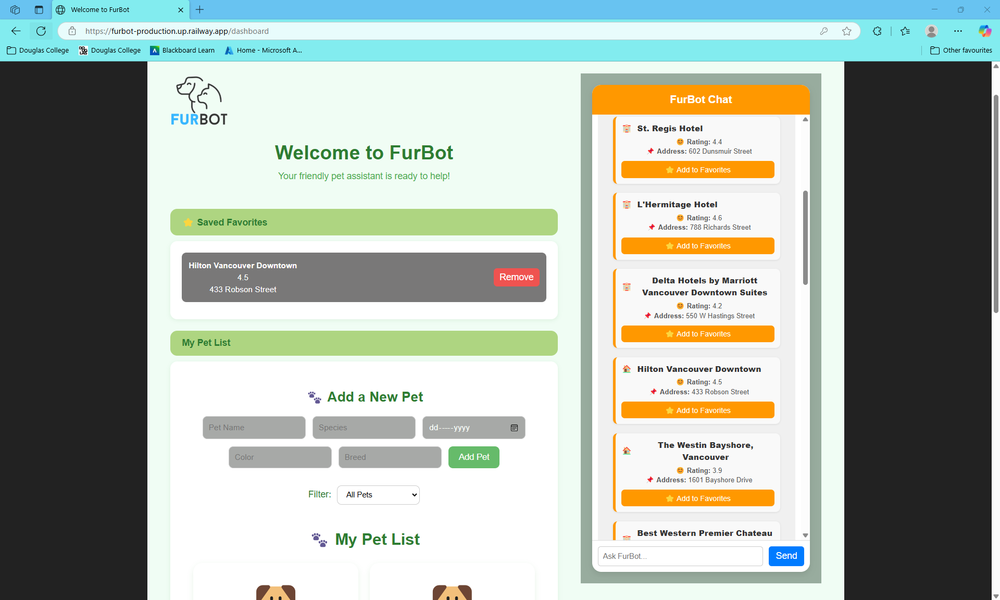 Welcome to FurBot
https://furbot-production.up.railway.app/dashboard
Douglas College
Douglas College
Blackboard Learn
Home - Microsoft A...
Other favourites
FURBOT
Welcome to FurBot
Your friendly pet assistant is ready to help!
Saved Favorites
Hilton Vancouver Downtown
4.5
433 Robson Street
Remove
My Pet List
Add a New Pet
Pet Name
Species
dd-----yyyy
Color
Breed
Add Pet
Filter:
All Pets
My Pet List
FurBot Chat
St. Regis Hotel
Rating: 4.4
Address: 602 Dunsmuir Street
Add to Favorites
L'Hermitage Hotel
Rating: 4.6
Address: 788 Richards Street
Add to Favorites
Delta Hotels by Marriott
Vancouver Downtown Suites
Rating: 4.2
Address: 550 W Hastings Street
Add to Favorites
Hilton Vancouver Downtown
Rating: 4.5
Address: 433 Robson Street
Add to Favorites
The Westin Bayshore,
Vancouver
Rating: 3.9
Address: 1601 Bayshore Drive
Add to Favorites
Best Western Premier Chateau
Ask FurBot...
Send